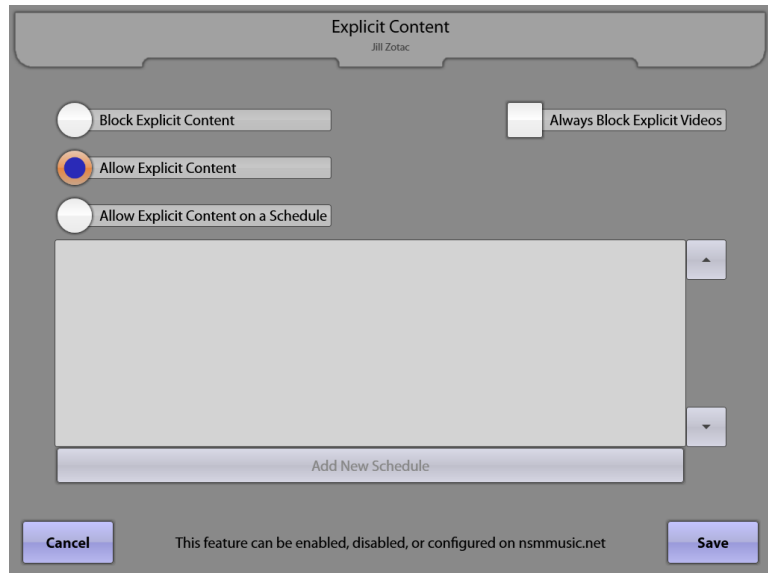 Explicit Content
Jill Zotac
Block Explicit Content
Always Block Explicit Videos
Allow Explicit Content
Allow Explicit Content on a Schedule
Add New Schedule
Cancel
This feature can be enabled, disabled, or configured on nsmmusic.net
Save